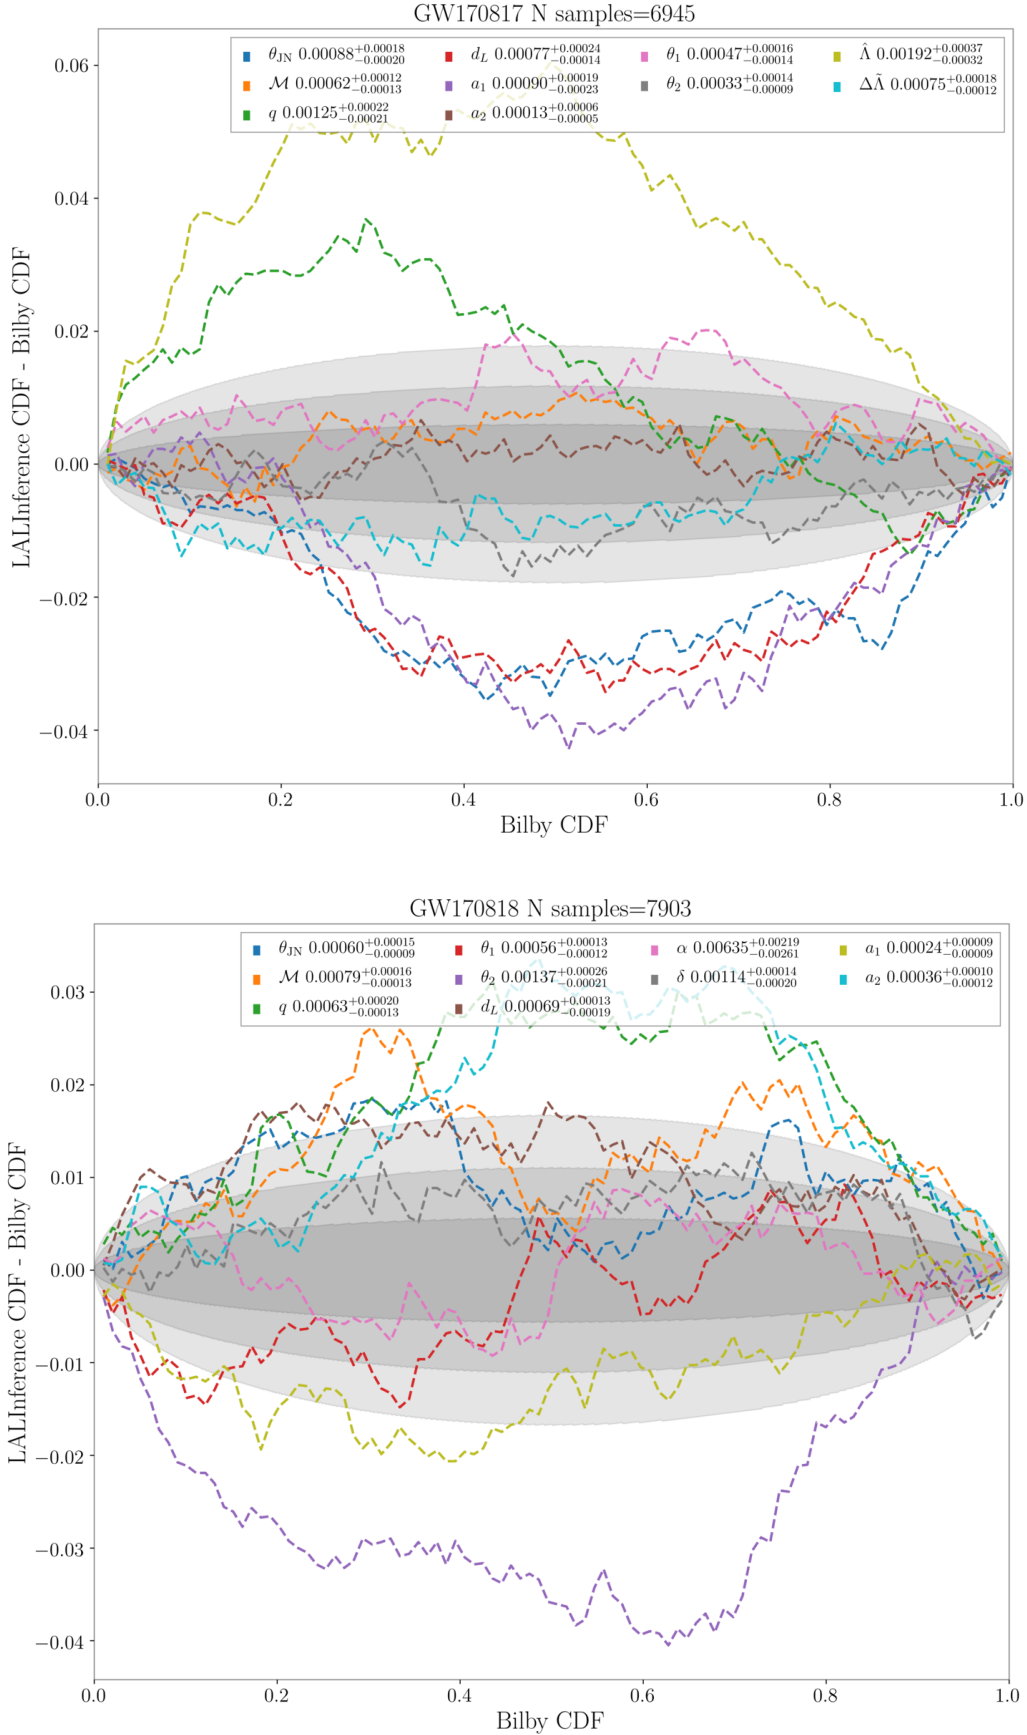 GW170817 N samples=6945
θ_JN 0.00088^{+0.00018}_{−0.00020} d_L 0.00077^{+0.00024}_{−0.00014} θ_1 0.00047^{+0.00016}_{−0.00014} Λ̂ 0.00192^{+0.00037}_{−0.00032}
ℳ 0.00062^{+0.00012}_{−0.00013} a_1 0.00090^{+0.00019}_{−0.00023} θ_2 0.00033^{+0.00014}_{−0.00009} ΔΛ̃ 0.00075^{+0.00018}_{−0.00012}
q 0.00125^{+0.00022}_{−0.00021} a_2 0.00013^{+0.00006}_{−0.00005}
LALInference CDF - Bilby CDF
0.06
0.04
0.02
0.00
−0.02
−0.04
0.0 0.2 0.4 0.6 0.8 1.0
Bilby CDF
GW170818 N samples=7903
θ_JN 0.00060^{+0.00015}_{−0.00009} θ_1 0.00056^{+0.00013}_{−0.00012} α 0.00635^{+0.00219}_{−0.00261} a_1 0.00024^{+0.00009}_{−0.00009}
ℳ 0.00079^{+0.00016}_{−0.00013} θ_2 0.00137^{+0.00026}_{−0.00021} δ 0.00114^{+0.00014}_{−0.00020} a_2 0.00036^{+0.00010}_{−0.00012}
q 0.00063^{+0.00020}_{−0.00013} d_L 0.00069^{+0.00013}_{−0.00019}
LALInference CDF - Bilby CDF
0.03
0.02
0.01
0.00
−0.01
−0.02
−0.03
−0.04
0.0 0.2 0.4 0.6 0.8 1.0
Bilby CDF